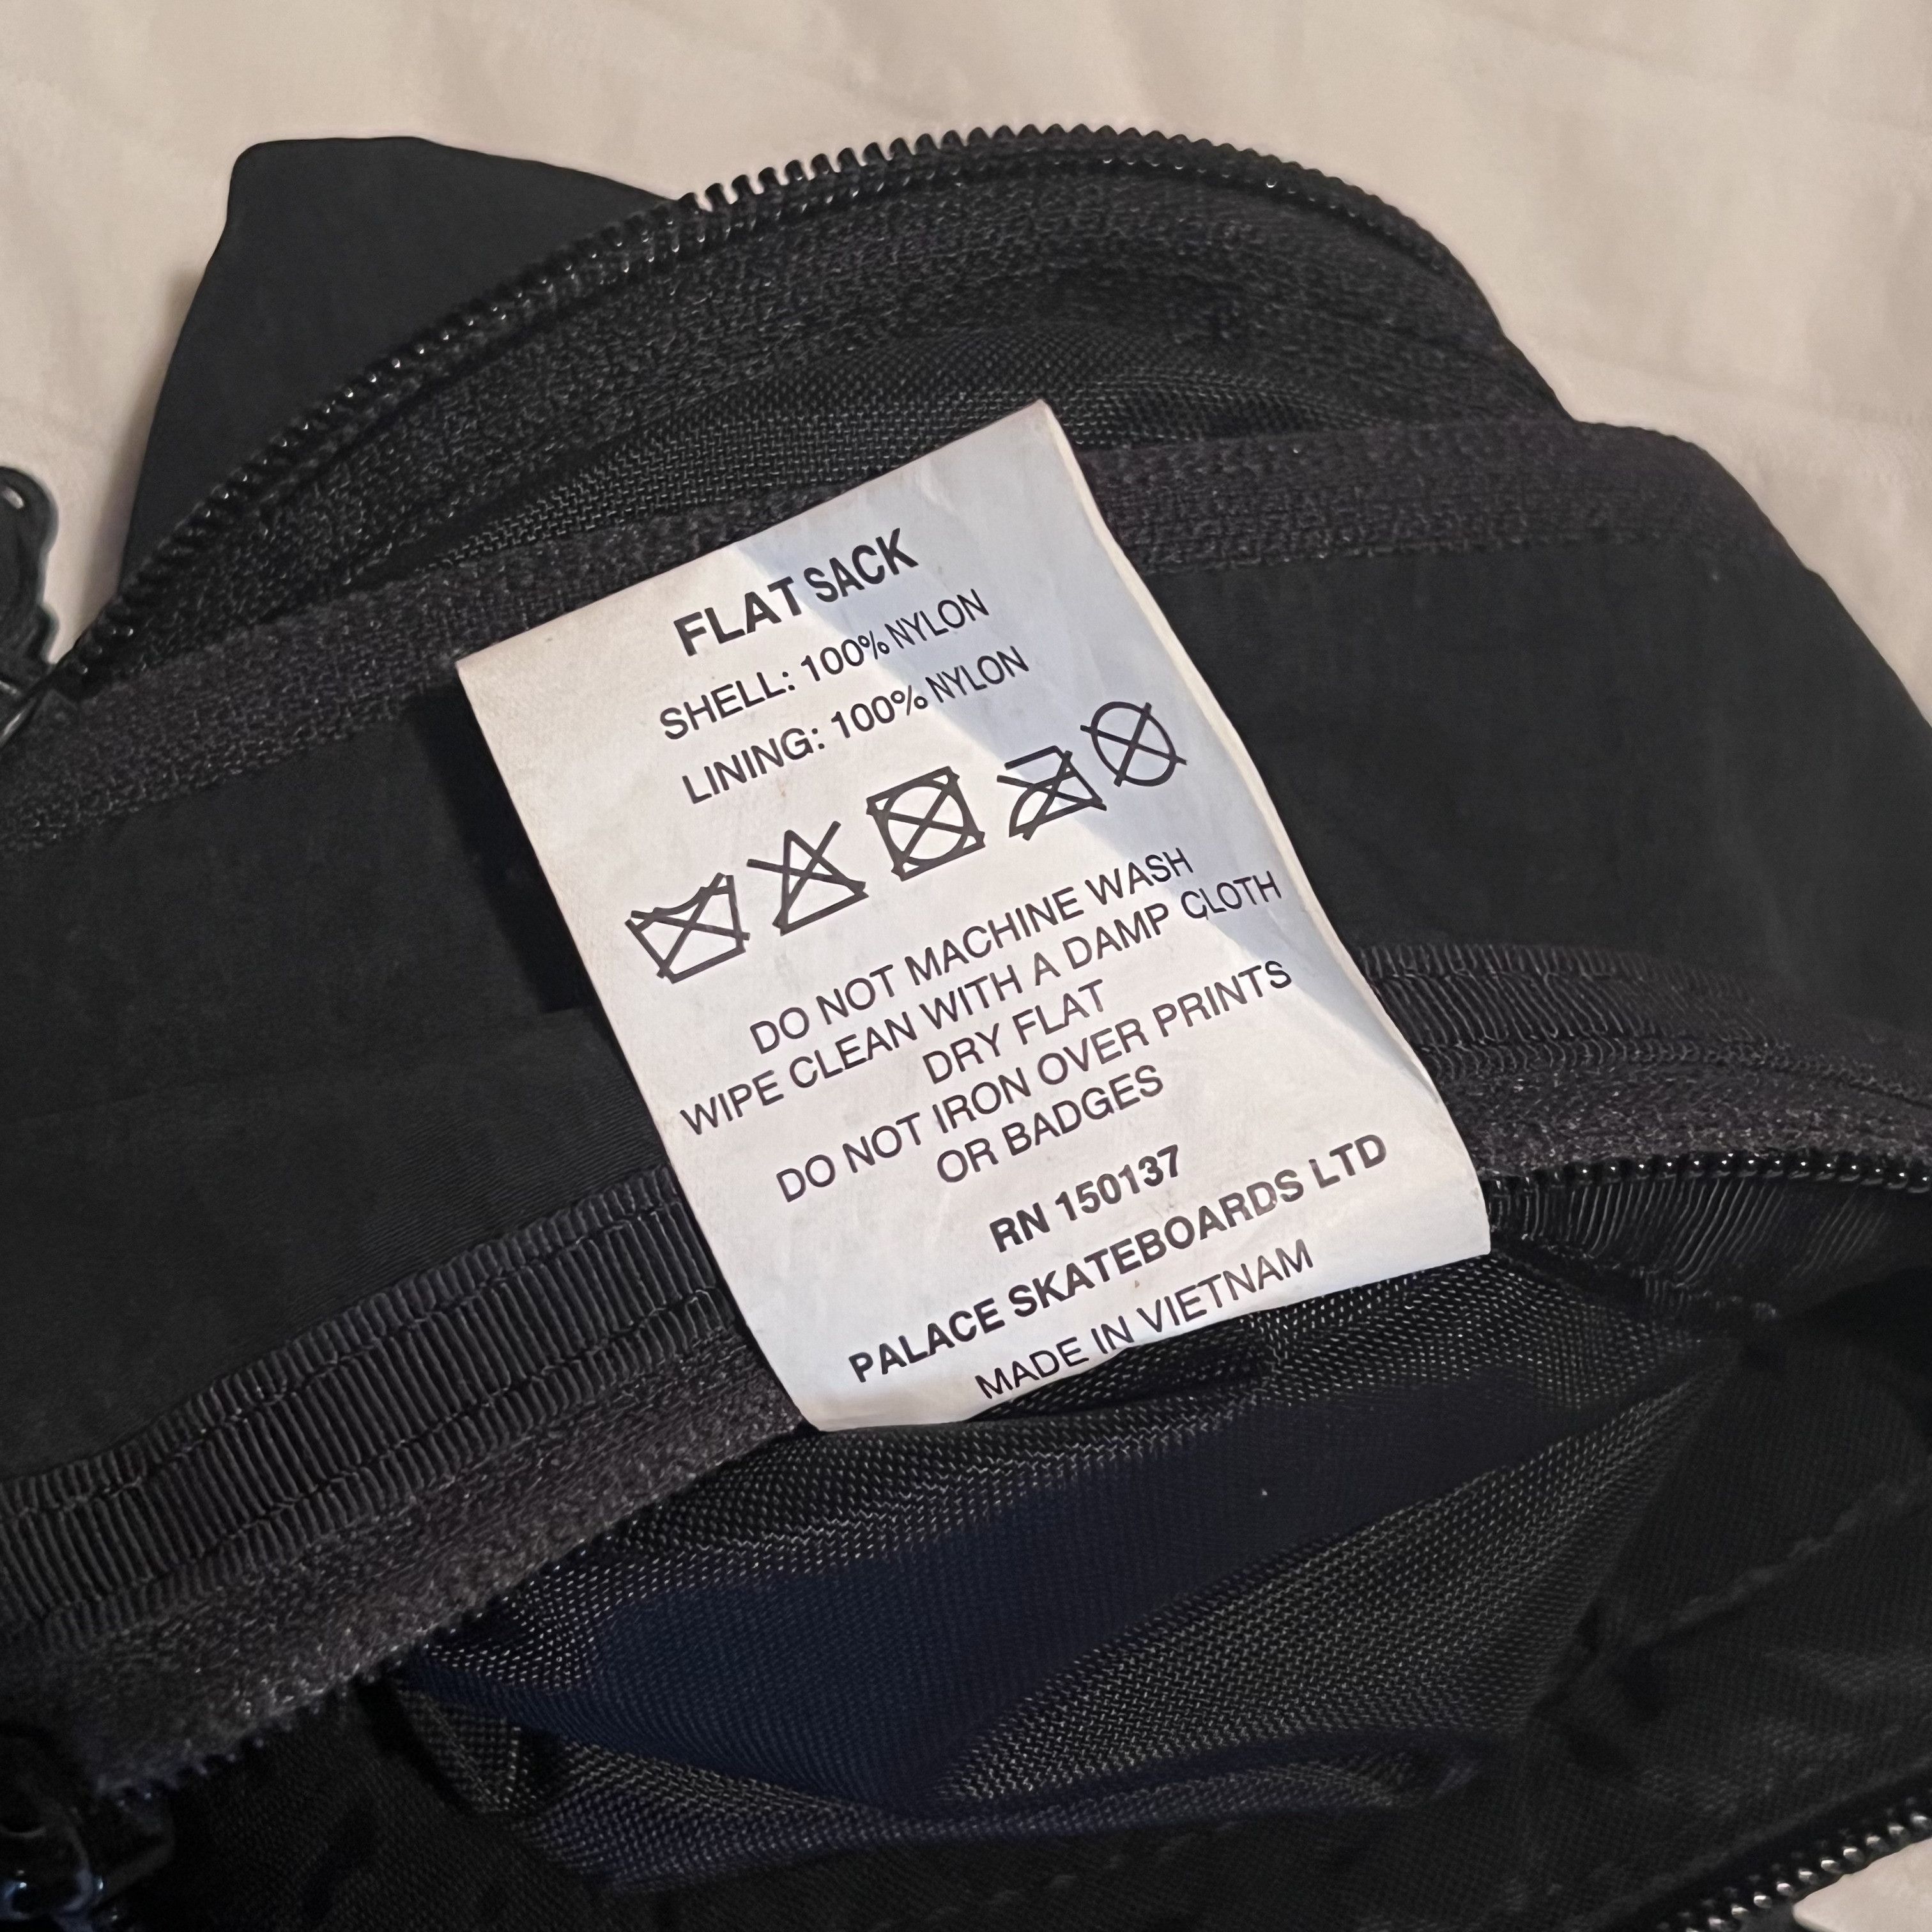 FLAT SACK
SHELL: 100% NYLON
LINING: 100% NYLON
DO NOT MACHINE WASH
WIPE CLEAN WITH A DAMP CLOTH
DRY FLAT
DO NOT IRON OVER PRINTS
OR BADGES
RN 150137
PALACE SKATEBOARDS LTD
MADE IN VIETNAM